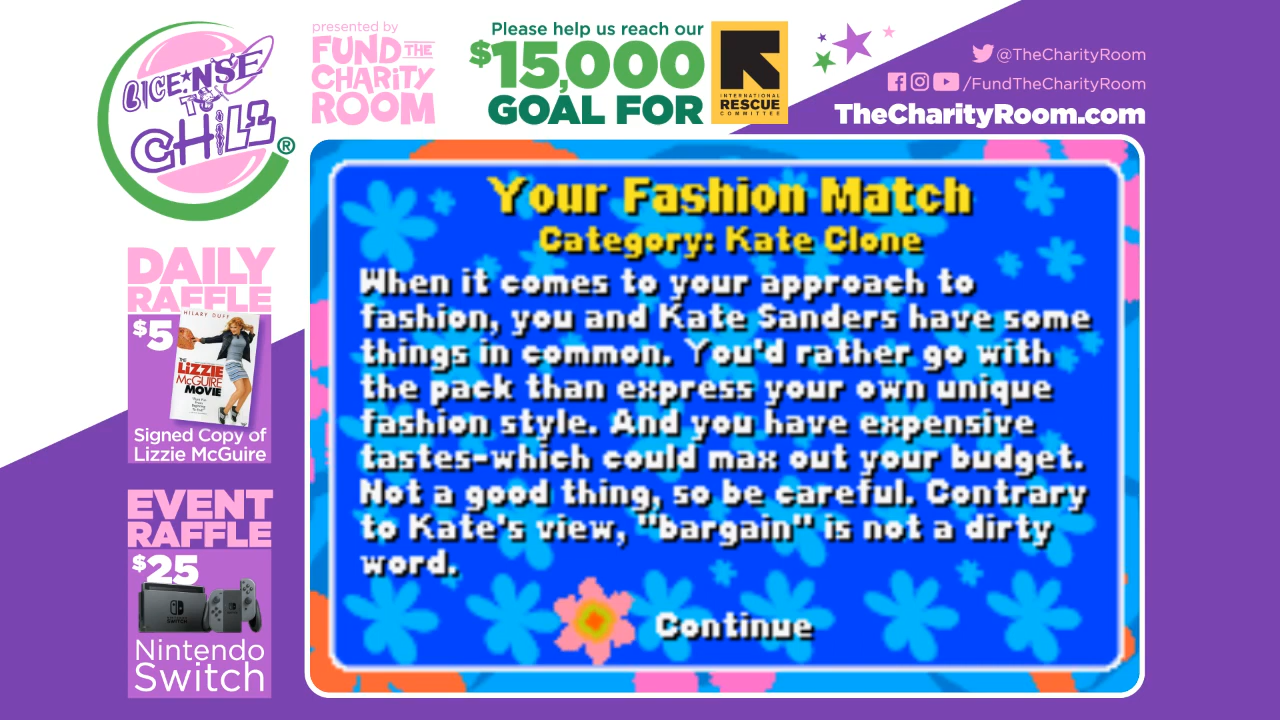 LICENSE
TO
CHILL
®
presented by
FUND THE
CHARITY
ROOM
Please help us reach our
$15,000
GOAL FOR
INTERNATIONAL
RESCUE
COMMITTEE
@TheCharityRoom
/FundTheCharityRoom
TheCharityRoom.com
DAILY
RAFFLE
$5
HILARY DUFF
THE
LIZZIE
McGUIRE
MOVIE
Signed Copy of
Lizzie McGuire
EVENT
RAFFLE
$25
Nintendo
Switch
Your Fashion Match
Category: Kate Clone
When it comes to your approach to
fashion, you and Kate Sanders have some
things in common. You'd rather go with
the pack than express your own unique
fashion style. And you have expensive
tastes-which could max out your budget.
Not a good thing, so be careful. Contrary
to Kate's view, "bargain" is not a dirty
word.
Continue